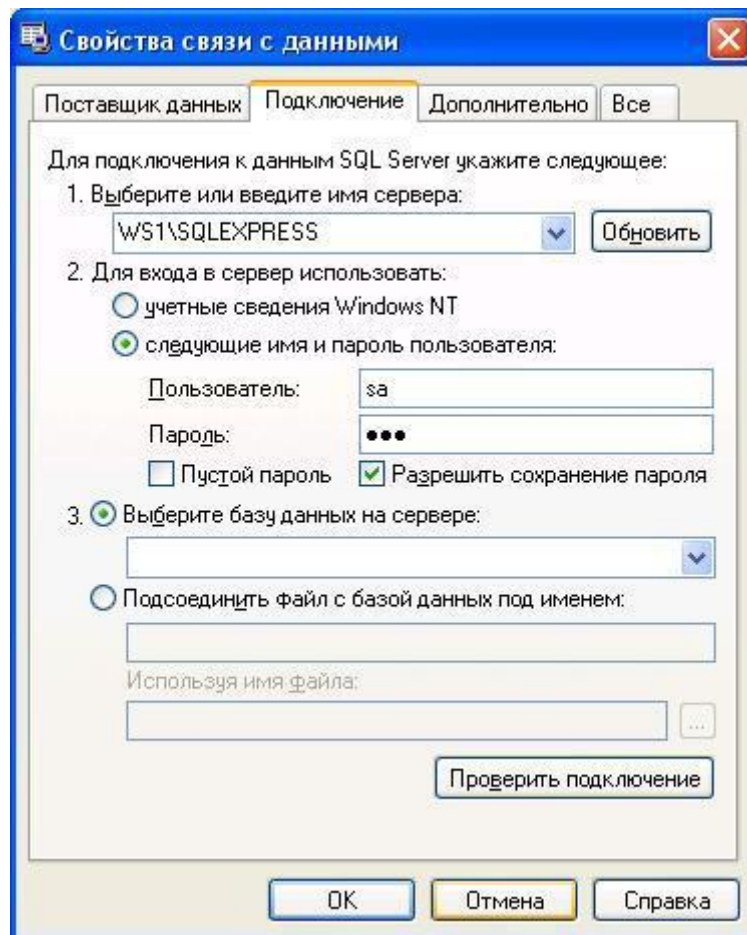 Свойства связи с данными
Поставщик данных Подключение Дополнительно Все
Для подключения к данным SQL Server укажите следующее:
1. Выберите или введите имя сервера:
WS1\SQLEXPRESS Обновить
2. Для входа в сервер использовать:
учетные сведения Windows NT
следующие имя и пароль пользователя:
Пользователь: sa
Пароль: •••
Пустой пароль Разрешить сохранение пароля
3. Выберите базу данных на сервере:
Подсоединить файл с базой данных под именем:
Используя имя файла:
...
Проверить подключение
OK Отмена Справка